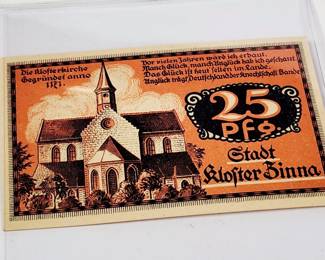 Die Klosterkirche
Gegründet anno
1171.
Vor vielen Jahren ward ich erbaut.
Manch Glück, manch Unglück hab ich geschaut
Das Glück ist heut selten im Lande.
Unglück trägt Deutschland der Knechtschaft Bande
25
Pfg.
Stadt
Kloster Zinna